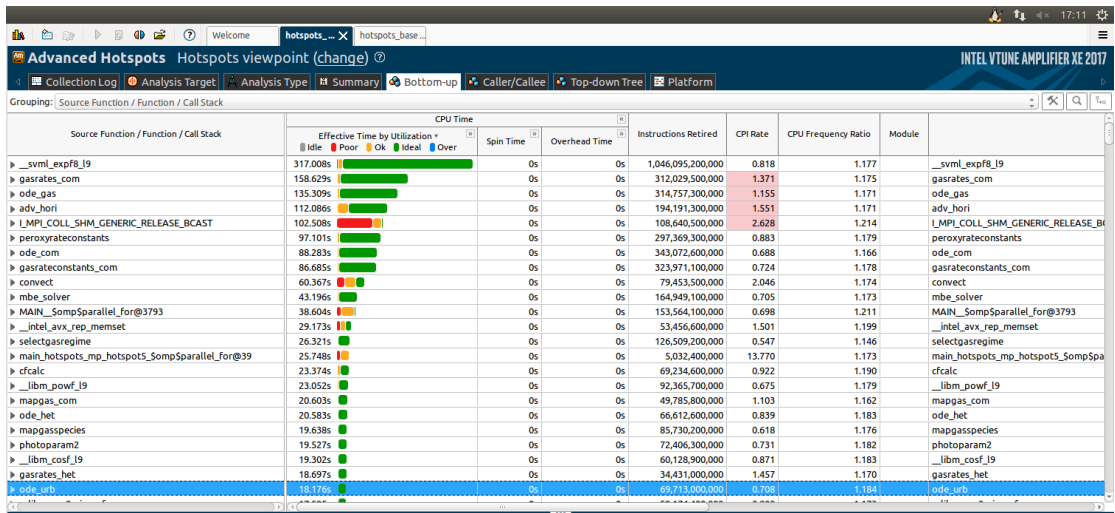 17:11
Welcome hotspots_... X hotspots_base ...
Advanced Hotspots Hotspots viewpoint (change) INTEL VTUNE AMPLIFIER XE 2017
Collection Log Analysis Target Analysis Type Summary Bottom-up Caller/Callee Top-down Tree Platform
Grouping: Source Function / Function / Call Stack
Source Function / Function / Call Stack CPU Time Instructions Retired CPI Rate CPU Frequency Ratio Module
Effective Time by Utilization Spin Time Overhead Time
Idle Poor Ok Ideal Over
__svml_expf8_l9 317.008s 0s 0s 1,046,095,200,000 0.818 1.177 __svml_expf8_l9
gasrates_com 158.629s 0s 0s 312,029,500,000 1.371 1.175 gasrates_com
ode_gas 135.309s 0s 0s 314,757,300,000 1.155 1.171 ode_gas
adv_hori 112.086s 0s 0s 194,191,300,000 1.551 1.171 adv_hori
I_MPI_COLL_SHM_GENERIC_RELEASE_BCAST 102.508s 0s 0s 108,640,500,000 2.628 1.214 I_MPI_COLL_SHM_GENERIC_RELEASE_B
peroxyrateconstants 97.101s 0s 0s 297,369,300,000 0.883 1.179 peroxyrateconstants
ode_com 88.283s 0s 0s 343,072,600,000 0.688 1.166 ode_com
gasrateconstants_com 86.685s 0s 0s 323,971,100,000 0.724 1.178 gasrateconstants_com
convect 60.367s 0s 0s 79,453,500,000 2.046 1.174 convect
mbe_solver 43.196s 0s 0s 164,949,100,000 0.705 1.173 mbe_solver
MAIN__$omp$parallel_for@3793 38.604s 0s 0s 153,564,100,000 0.698 1.211 MAIN__$omp$parallel_for@3793
__intel_avx_rep_memset 29.173s 0s 0s 53,456,600,000 1.501 1.199 __intel_avx_rep_memset
selectgasregime 26.321s 0s 0s 126,509,200,000 0.547 1.146 selectgasregime
main_hotspots_mp_hotspot5_$omp$parallel_for@39 25.748s 0s 0s 5,032,400,000 13.770 1.173 main_hotspots_mp_hotspot5_$omp$pa
cfcalc 23.374s 0s 0s 69,234,600,000 0.922 1.190 cfcalc
__libm_powf_l9 23.052s 0s 0s 92,365,700,000 0.675 1.179 __libm_powf_l9
mapgas_com 20.603s 0s 0s 49,785,800,000 1.103 1.162 mapgas_com
ode_het 20.583s 0s 0s 66,612,600,000 0.839 1.183 ode_het
mapgasspecies 19.638s 0s 0s 85,730,200,000 0.618 1.176 mapgasspecies
photoparam2 19.527s 0s 0s 72,406,300,000 0.731 1.182 photoparam2
__libm_cosf_l9 19.302s 0s 0s 60,128,900,000 0.871 1.183 __libm_cosf_l9
gasrates_het 18.697s 0s 0s 34,431,000,000 1.457 1.170 gasrates_het
ode_urb 18.176s 0s 0s 69,713,000,000 0.708 1.184 ode_urb